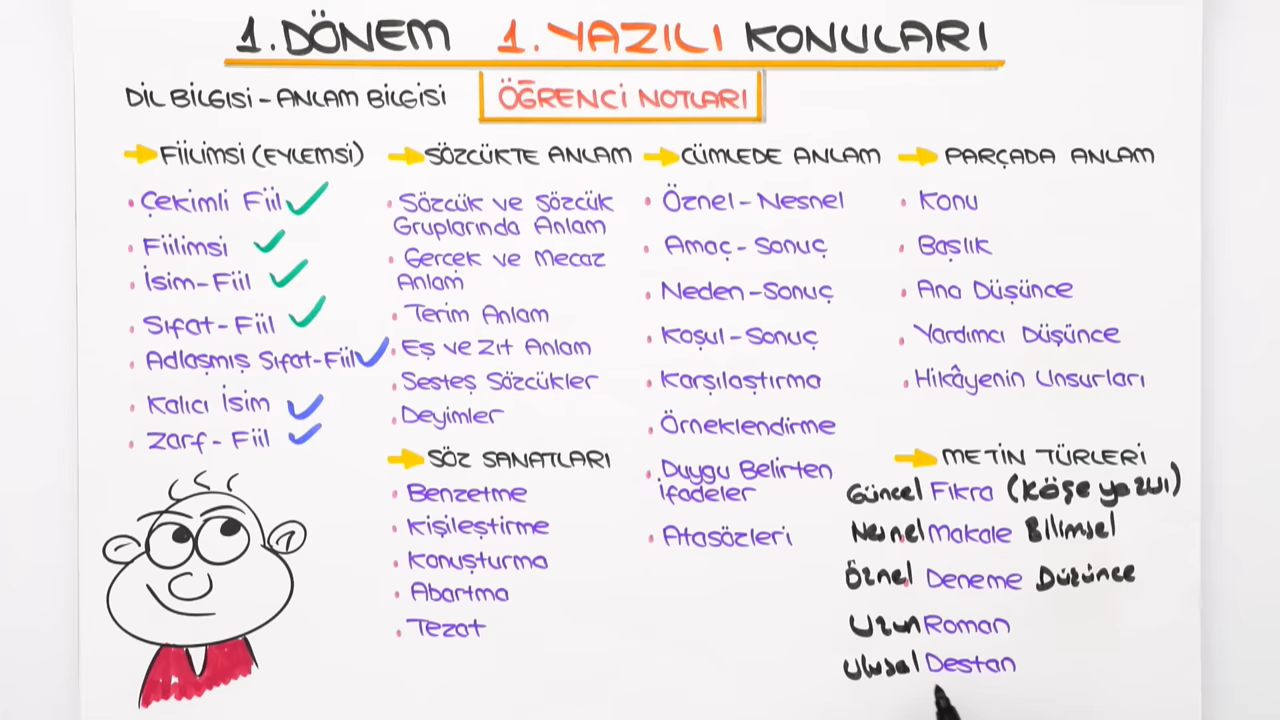 1. DÖNEM 1. YAZILI KONULARI
DİL BİLGİSİ - ANLAM BİLGİSİ
ÖĞRENCİ NOTLARI
FİİLİMSİ (EYLEMSİ)
Çekimli Fiil
Fiilimsi
İsim-Fiil
Sıfat-Fiil
Adlaşmış Sıfat-Fiil
Kalıcı İsim
Zarf-Fiil
SÖZCÜKTE ANLAM
Sözcük ve Sözcük
Gruplarında Anlam
Gerçek ve Mecaz
Anlam
Terim Anlam
Eş ve Zıt Anlam
Sesteş Sözcükler
Deyimler
SÖZ SANATLARI
Benzetme
Kişileştirme
Konuşturma
Abartma
Tezat
CÜMLEDE ANLAM
Öznel-Nesnel
Amaç-Sonuç
Neden-Sonuç
Koşul-Sonuç
Karşılaştırma
Örneklendirme
Duygu Belirten
İfadeler
Atasözleri
PARÇADA ANLAM
Konu
Başlık
Ana Düşünce
Yardımcı Düşünce
Hikâyenin Unsurları
METİN TÜRLERİ
Güncel Fıkra (Köşe yazısı)
Nesnel Makale Bilimsel
Öznel Deneme Düşünce
Uzun Roman
Ulusal Destan